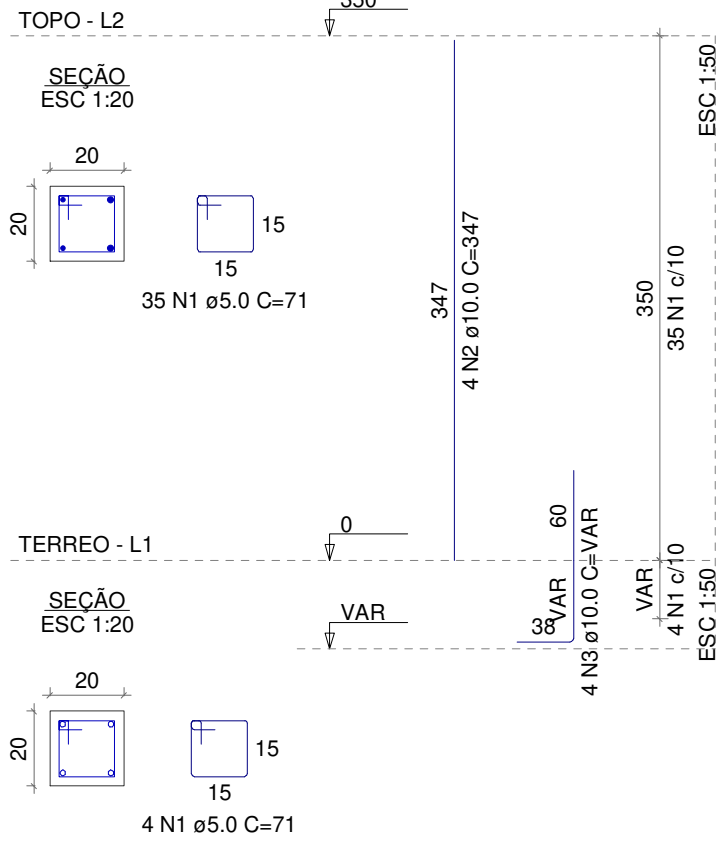 350
TOPO - L2
SEÇÃO
ESC 1:20
20
20
15
15
35 N1 ø5.0 C=71
347
4 N2 ø10.0 C=347
350
35 N1 c/10
ESC 1:50
TERREO - L1
0
SEÇÃO
ESC 1:20
VAR
60
VAR
38
4 N3 ø10.0 C=VAR
VAR
4 N1 c/10
ESC 1:50
20
20
15
15
4 N1 ø5.0 C=71